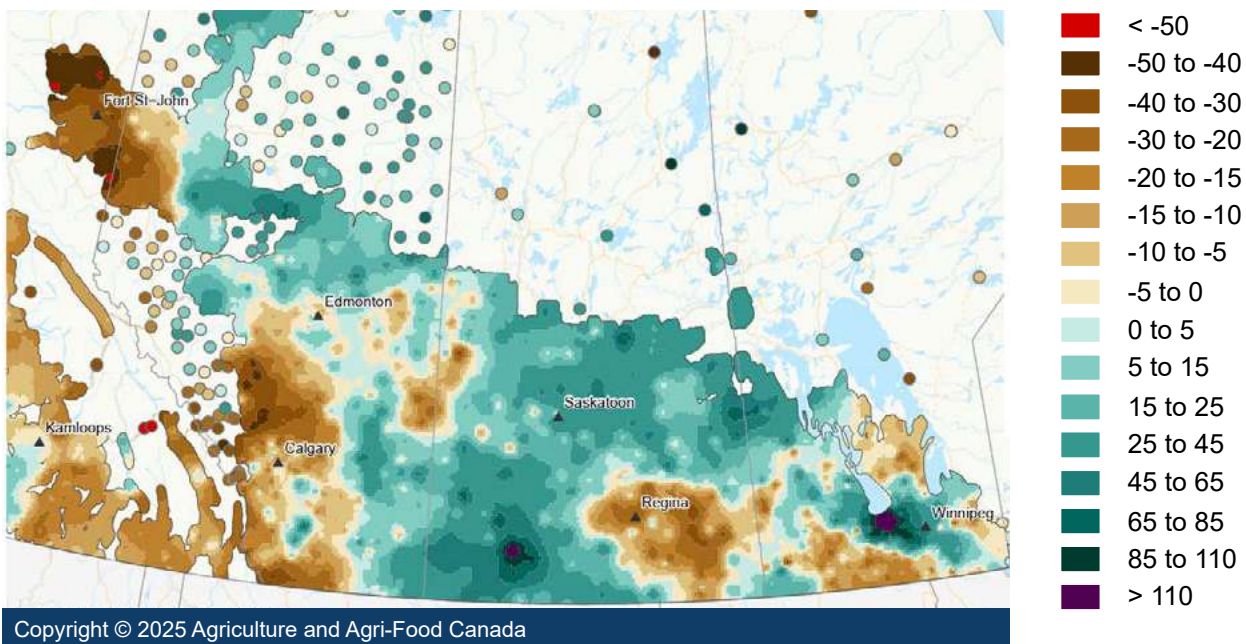 Fort St-John
Edmonton
Saskatoon
Kamloops
Calgary
Regina
Winnipeg
Copyright © 2025 Agriculture and Agri-Food Canada
< -50
-50 to -40
-40 to -30
-30 to -20
-20 to -15
-15 to -10
-10 to -5
-5 to 0
0 to 5
5 to 15
15 to 25
25 to 45
45 to 65
65 to 85
85 to 110
> 110